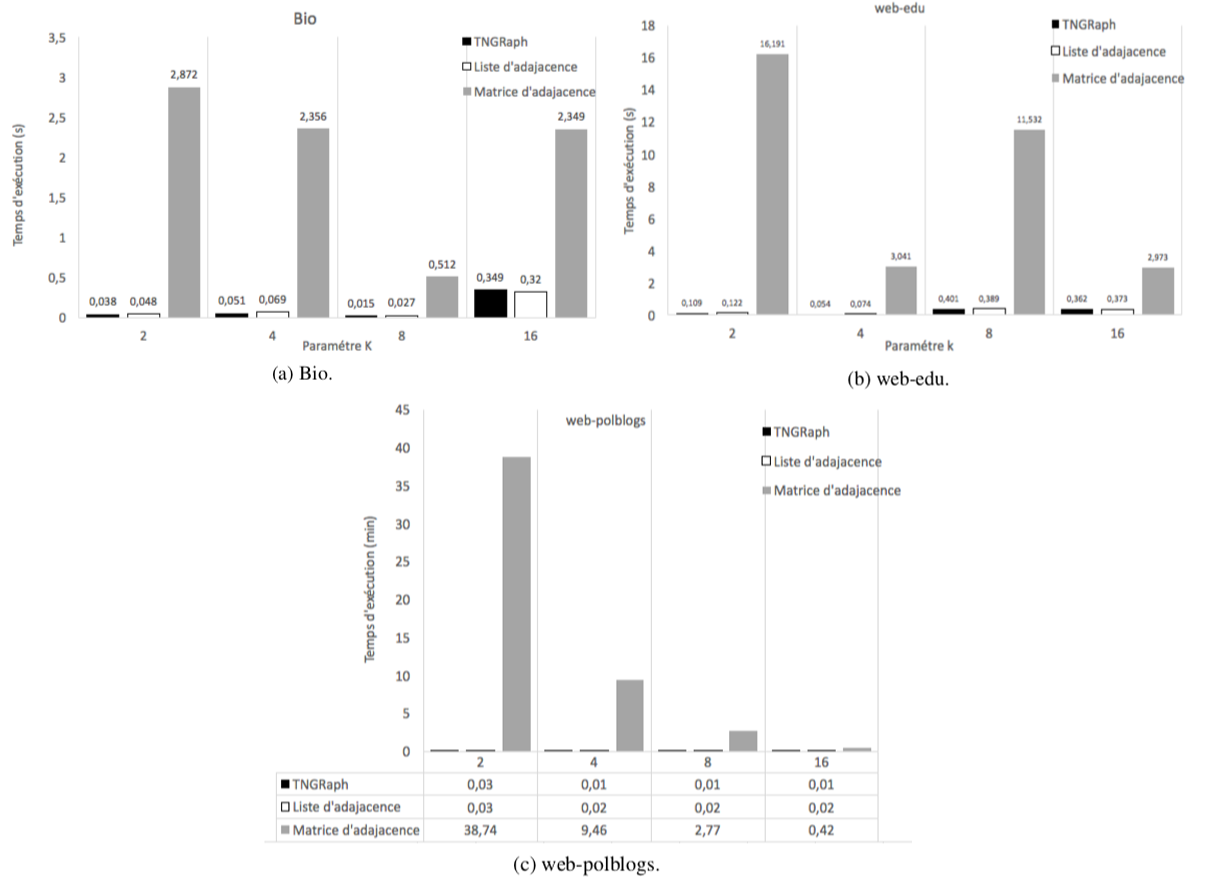 Bio
3,5
3
2,5
2
1,5
1
0,5
0
Temps d'exécution (s)
TNGRaph
Liste d'adajacence
Matrice d'adajacence
0,038 0,048 2,872
0,051 0,069 2,356
0,015 0,027 0,512
0,349 0,32 2,349
2 4 8 16
Paramétre K
(a) Bio.
web-edu
18
16
14
12
10
8
6
4
2
0
Temps d'exécution (s)
TNGRaph
Liste d'adajacence
Matrice d'adajacence
0,109 0,122 16,191
0,054 0,074 3,041
0,401 0,389 11,532
0,362 0,373 2,973
2 4 8 16
Paramétre k
(b) web-edu.
web-polblogs
45
40
35
30
25
20
15
10
5
0
Temps d'exécution (min)
TNGRaph
Liste d'adajacence
Matrice d'adajacence
2 4 8 16
TNGRaph 0,03 0,01 0,01 0,01
Liste d'adajacence 0,03 0,02 0,02 0,02
Matrice d'adajacence 38,74 9,46 2,77 0,42
(c) web-polblogs.